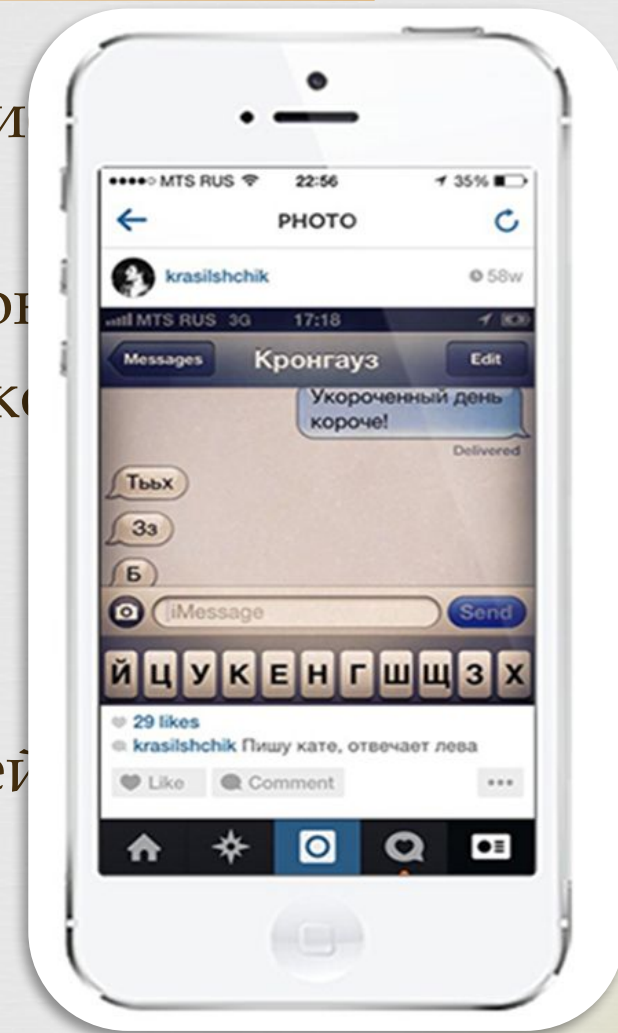 MTS RUS 22:56 35%
PHOTO
krasilshchik 58w
MTS RUS 3G 17:18
Messages Кронгауз Edit
Укороченный день
короче!
Delivered
Тььх
Зз
Б
iMessage Send
Й Ц У К Е Н Г Ш Щ З Х
29 likes
krasilshchik Пишу кате, отвечает лева
Like Comment